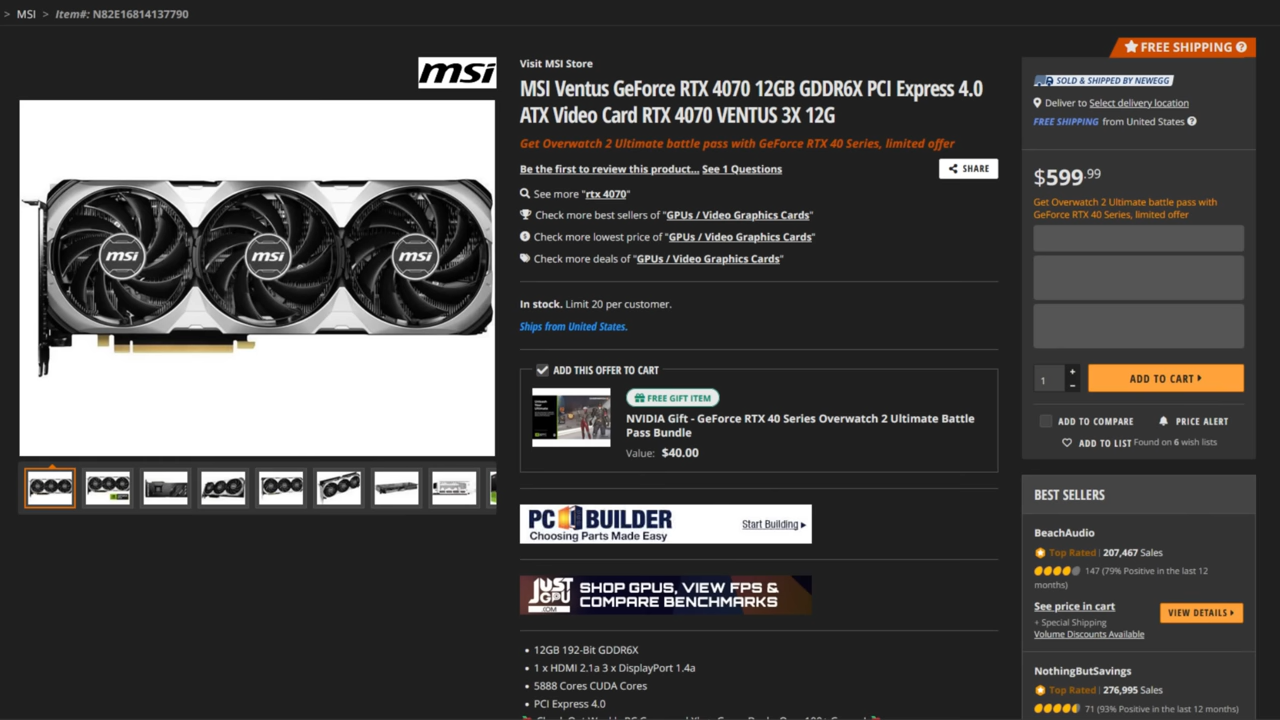 > MSI > Item#: N82E16814137790
FREE SHIPPING
msi
Visit MSI Store
MSI Ventus GeForce RTX 4070 12GB GDDR6X PCI Express 4.0
ATX Video Card RTX 4070 VENTUS 3X 12G
Get Overwatch 2 Ultimate battle pass with GeForce RTX 40 Series, limited offer
Be the first to review this product... See 1 Questions
SHARE
See more "rtx 4070"
Check more best sellers of "GPUs / Video Graphics Cards"
Check more lowest price of "GPUs / Video Graphics Cards"
Check more deals of "GPUs / Video Graphics Cards"
msi msi msi
In stock. Limit 20 per customer.
Ships from United States.
ADD THIS OFFER TO CART
FREE GIFT ITEM
NVIDIA Gift - GeForce RTX 40 Series Overwatch 2 Ultimate Battle
Pass Bundle
Value: $40.00
PC BUILDER
Choosing Parts Made Easy
Start Building
JUST
GPU
.COM
SHOP GPUS, VIEW FPS &
COMPARE BENCHMARKS
• 12GB 192-Bit GDDR6X
• 1 x HDMI 2.1a 3 x DisplayPort 1.4a
• 5888 Cores CUDA Cores
• PCI Express 4.0
SOLD & SHIPPED BY NEWEGG
Deliver to Select delivery location
FREE SHIPPING from United States
$599.99
Get Overwatch 2 Ultimate battle pass with
GeForce RTX 40 Series, limited offer
1 + -
ADD TO CART
ADD TO COMPARE
PRICE ALERT
ADD TO LIST Found on 6 wish lists
BEST SELLERS
BeachAudio
Top Rated | 207,467 Sales
147 (79% Positive in the last 12
months)
See price in cart
+ Special Shipping
Volume Discounts Available
VIEW DETAILS
NothingButSavings
Top Rated | 276,995 Sales
71 (93% Positive in the last 12 months)